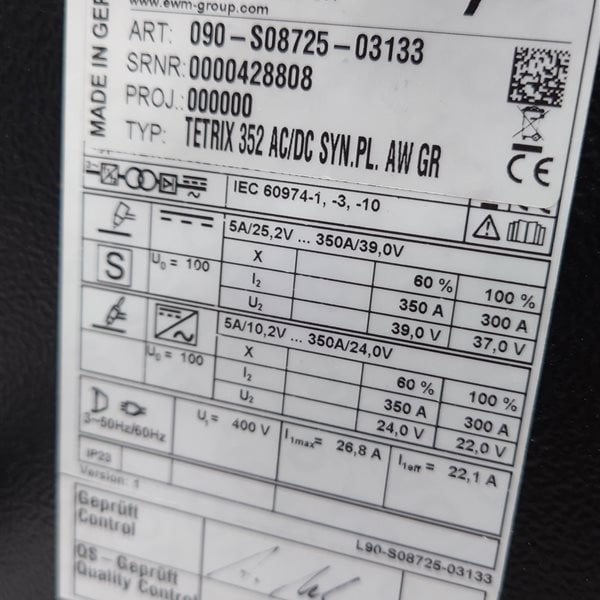 www.ewm-group.com
MADE IN GER
ART: 090-S08725-03133
SRNR: 0000428808
PROJ.: 000000
TYP: TETRIX 352 AC/DC SYN.PL. AW GR
CE
3~
IEC 60974-1, -3, -10
5A/25,2V ... 350A/39,0V
S
U0 = 100
X 60 % 100 %
I2 350 A 300 A
U2 39,0 V 37,0 V
5A/10,2V ... 350A/24,0V
U0 = 100
X 60 % 100 %
I2 350 A 300 A
U2 24,0 V 22,0 V
3~50Hz/60Hz
U1 = 400 V
I1max= 26,8 A
I1eff = 22,1 A
IP23
Version: 1
L90-S08725-03133
Geprüft
Control
QS - Geprüft
Quality Control